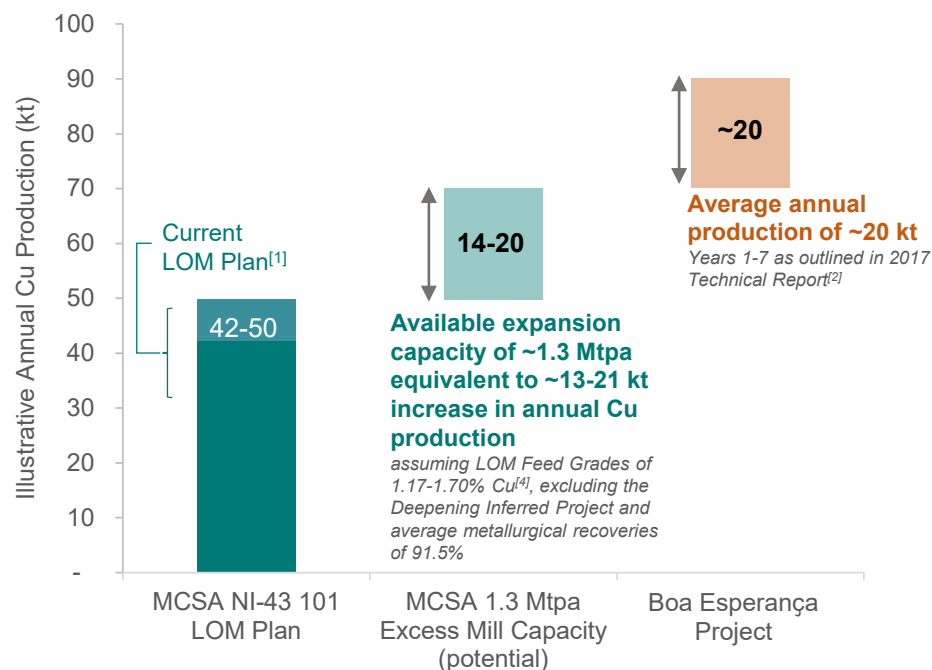 Illustrative Annual Cu Production (kt)
100
90
80
70
60
50
40
30
20
10
-
Current
LOM Plan[1]
42-50
14-20
Available expansion
capacity of ~1.3 Mtpa
equivalent to ~13-21 kt
increase in annual Cu
production
assuming LOM Feed Grades of
1.17-1.70% Cu[4], excluding the
Deepening Inferred Project and
average metallurgical recoveries
of 91.5%
~20
Average annual
production of ~20 kt
Years 1-7 as outlined in 2017
Technical Report[2]
MCSA NI-43 101
LOM Plan
MCSA 1.3 Mtpa
Excess Mill Capacity
(potential)
Boa Esperança
Project